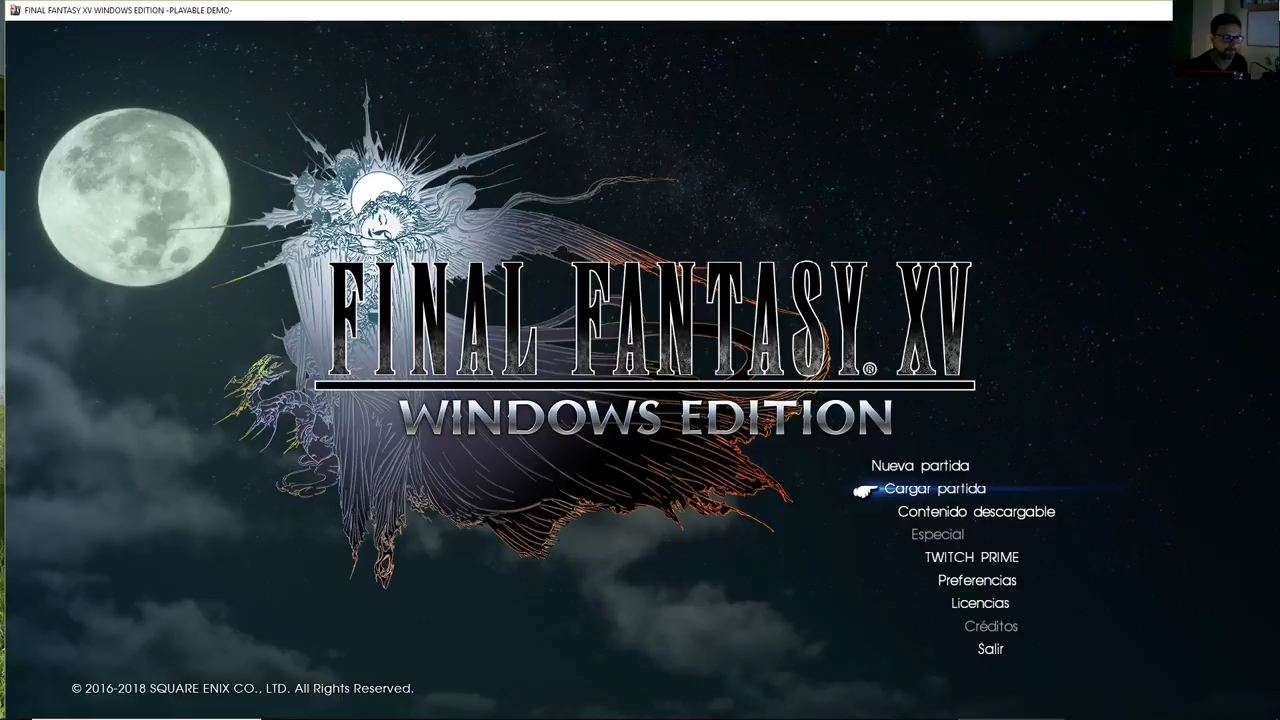 FINAL FANTASY XV WINDOWS EDITION -PLAYABLE DEMO-
FINAL FANTASY® XV
WINDOWS EDITION
Nueva partida
Cargar partida
Contenido descargable
Especial
TWITCH PRIME
Preferencias
Licencias
Créditos
Salir
© 2016-2018 SQUARE ENIX CO., LTD. All Rights Reserved.